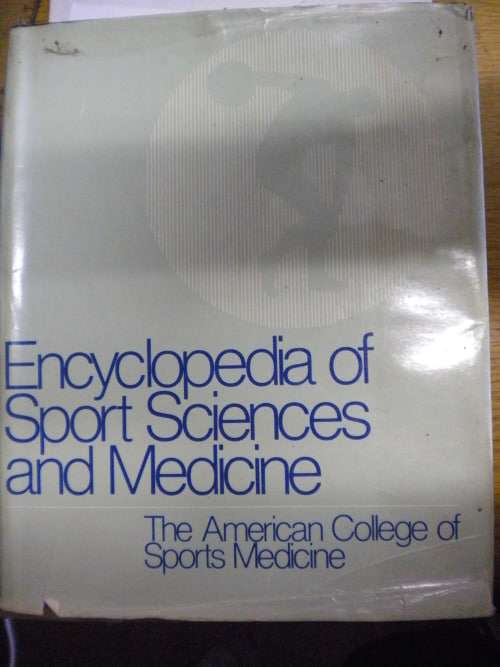 Encyclopedia of
Sport Sciences
and Medicine
The American College of
Sports Medicine